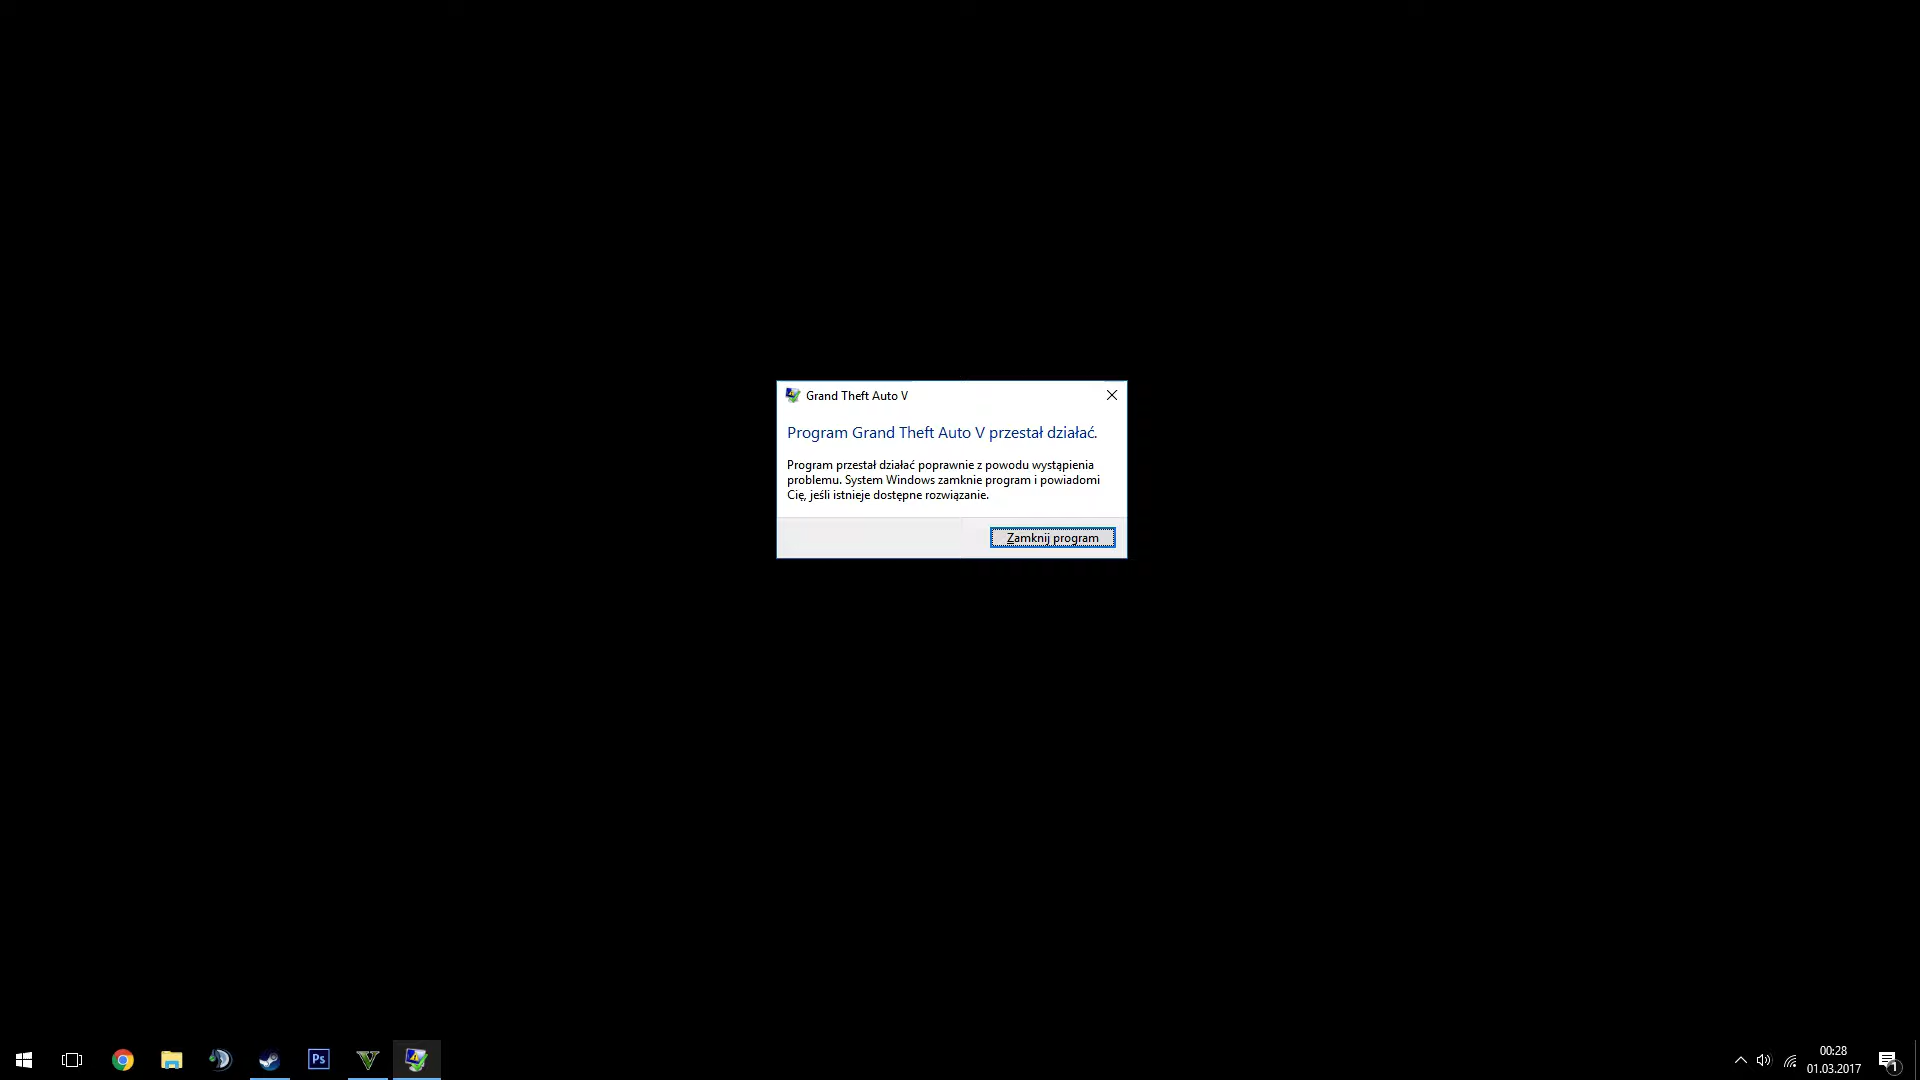 Grand Theft Auto V
Program Grand Theft Auto V przestał działać.
Program przestał działać poprawnie z powodu wystąpienia
problemu. System Windows zamknie program i powiadomi
Cię, jeśli istnieje dostępne rozwiązanie.
Zamknij program
Ps
00:28
01.03.2017
1